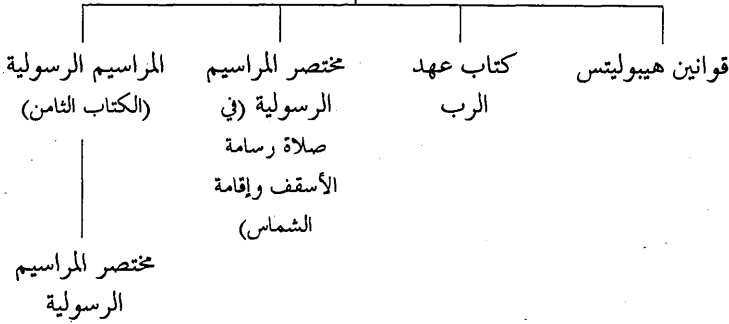 قوانين هيبوليتس
كتاب عهد
الرب
مختصر المراسيم
الرسولية (في
صلاة رسامة
الأسقف وإقامة
الشماس)
المراسيم الرسولية
(الكتاب الثامن)
مختصر المراسيم
الرسولية